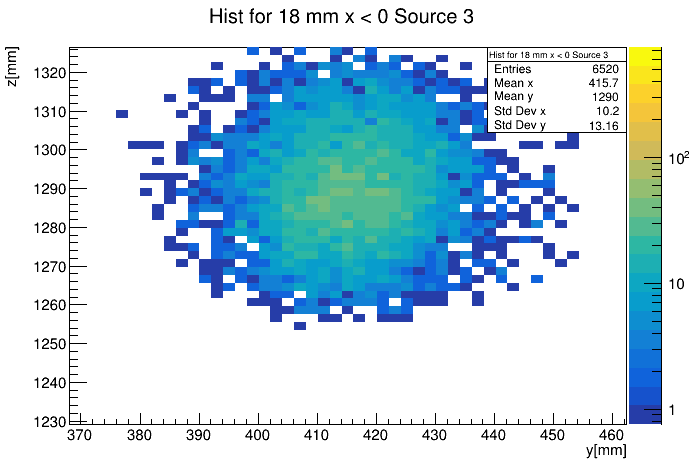 Hist for 18 mm x < 0 Source 3
z[mm]
Hist for 18 mm x < 0 Source 3
Entries 6520
Mean x 415.7
Mean y 1290
Std Dev x 10.2
Std Dev y 13.16
1320
1310
1300
1290
1280
1270
1260
1250
1240
1230
10²
10
1
370 380 390 400 410 420 430 440 450 460
y[mm]